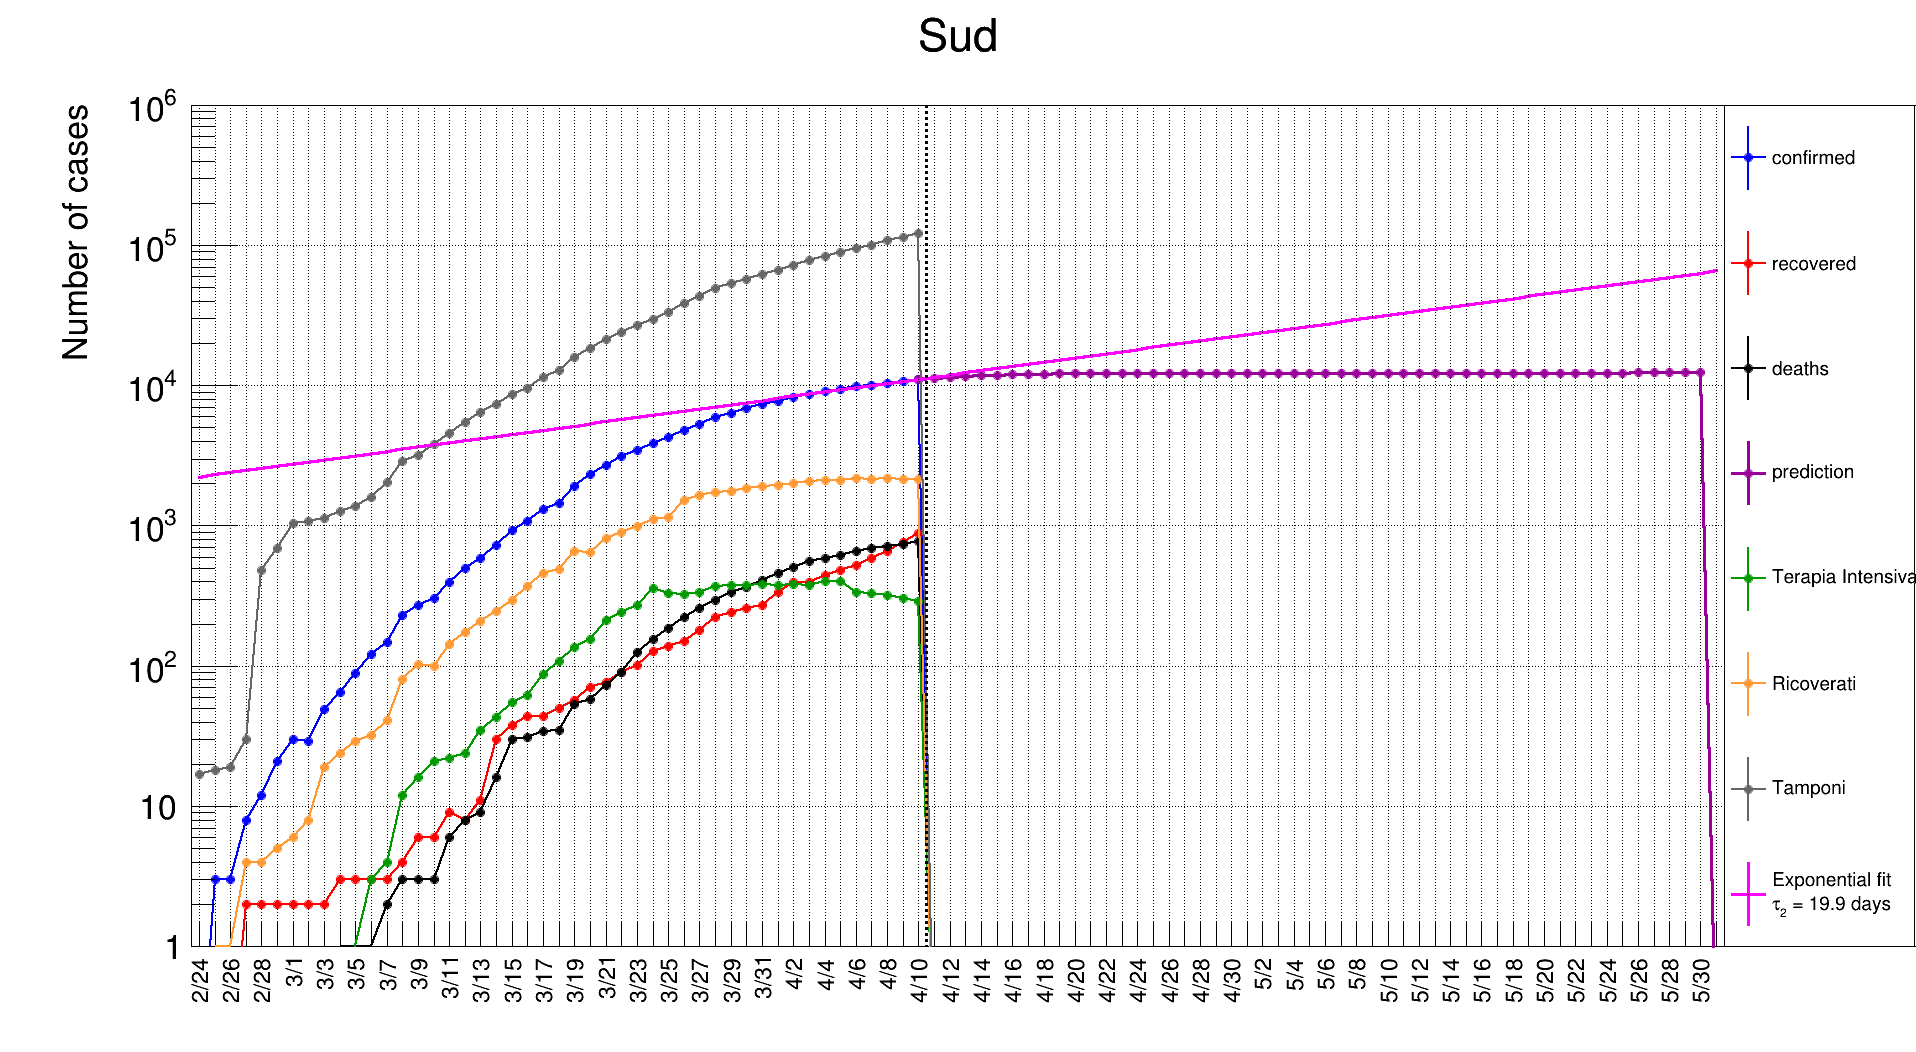 Sud
Number of cases
10^6
10^5
10^4
10^3
10^2
10
1
2/24 2/26 2/28 3/1 3/3 3/5 3/7 3/9 3/11 3/13 3/15 3/17 3/19 3/21 3/23 3/25 3/27 3/29 3/31 4/2 4/4 4/6 4/8 4/10 4/12 4/14 4/16 4/18 4/20 4/22 4/24 4/26 4/28 4/30 5/2 5/4 5/6 5/8 5/10 5/12 5/14 5/16 5/18 5/20 5/22 5/24 5/26 5/28 5/30
confirmed
recovered
deaths
prediction
Terapia Intensiva
Ricoverati
Tamponi
Exponential fit
τ_2 = 19.9 days